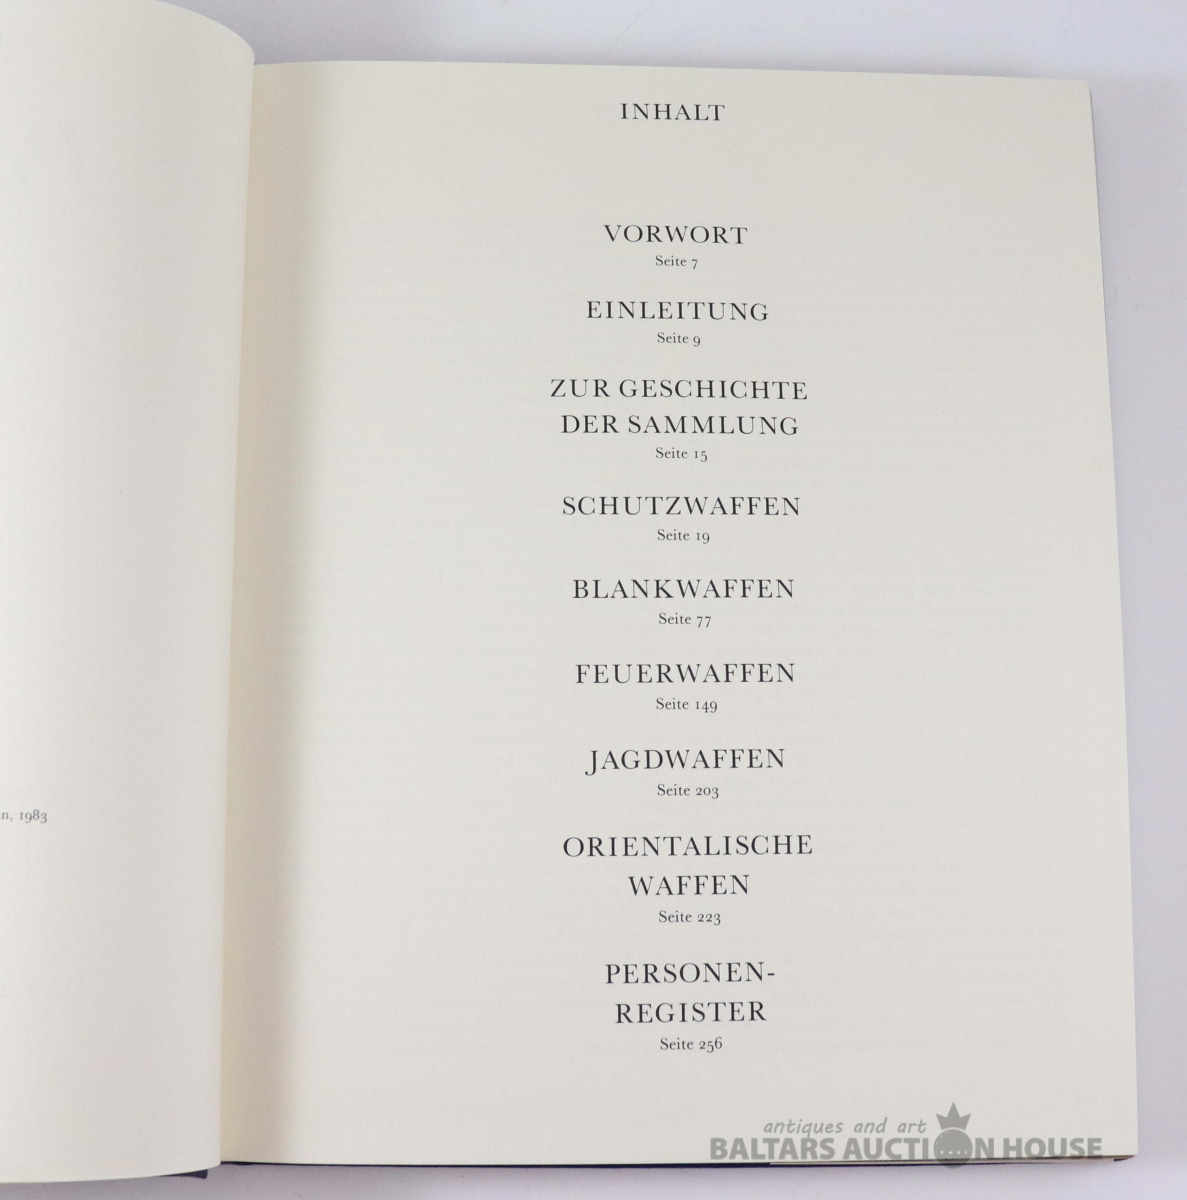 n, 1983
INHALT
VORWORT
Seite 7
EINLEITUNG
Seite 9
ZUR GESCHICHTE
DER SAMMLUNG
Seite 15
SCHUTZWAFFEN
Seite 19
BLANKWAFFEN
Seite 77
FEUERWAFFEN
Seite 149
JAGDWAFFEN
Seite 203
ORIENTALISCHE
WAFFEN
Seite 223
PERSONEN-
REGISTER
Seite 256
antiques and art
BALTARS AUCTION HOUSE